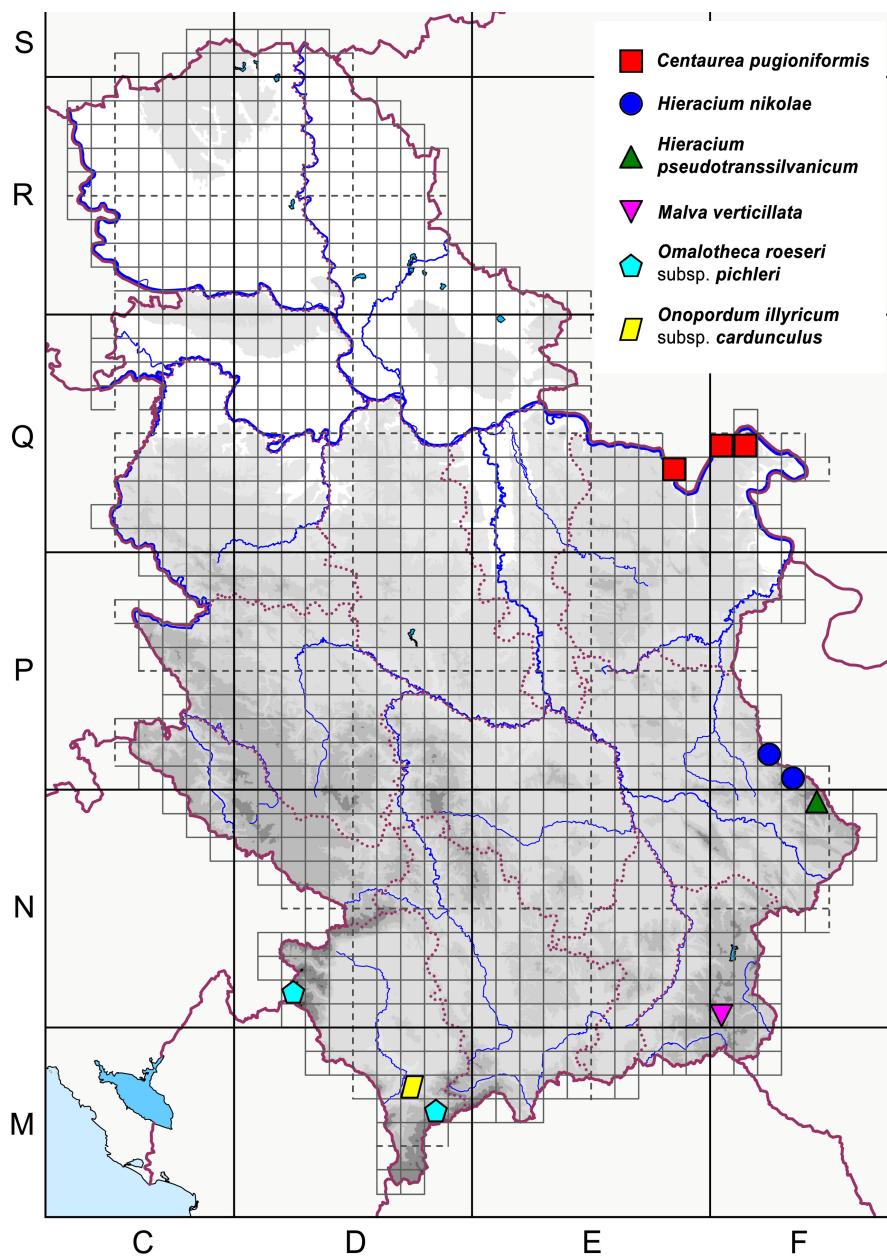 S
R
Q
P
N
M
C
D
E
F
Centaurea pugioniformis
Hieracium nikolae
Hieracium
pseudotranssilvanicum
Malva verticillata
Omalotheca roeseri
subsp. pichleri
Onopordum illyricum
subsp. cardunculus